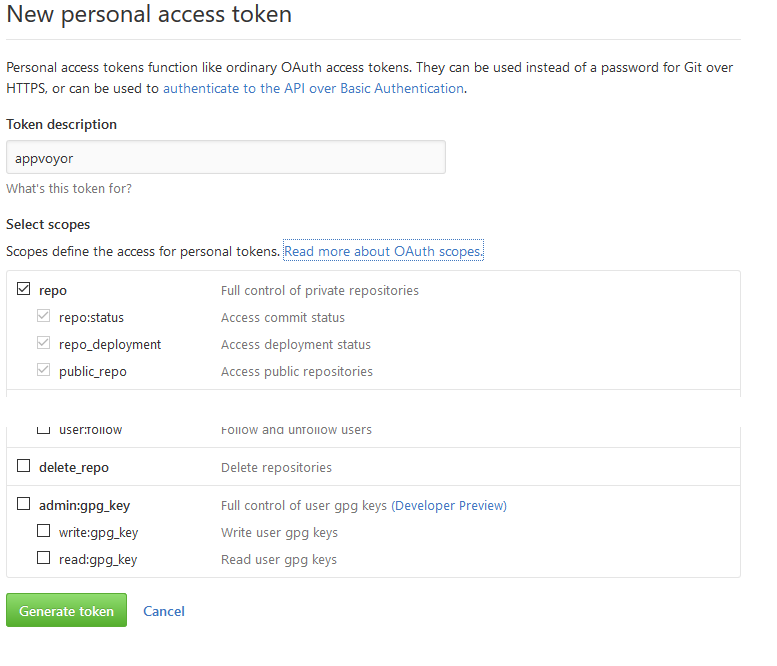 New personal access token
Personal access tokens function like ordinary OAuth access tokens. They can be used instead of a password for Git over
HTTPS, or can be used to authenticate to the API over Basic Authentication.
Token description
appvoyor
What's this token for?
Select scopes
Scopes define the access for personal tokens. Read more about OAuth scopes.
repo Full control of private repositories
repo:status Access commit status
repo_deployment Access deployment status
public_repo Access public repositories
user:follow Follow and unfollow users
delete_repo Delete repositories
admin:gpg_key Full control of user gpg keys (Developer Preview)
write:gpg_key Write user gpg keys
read:gpg_key Read user gpg keys
Generate token Cancel